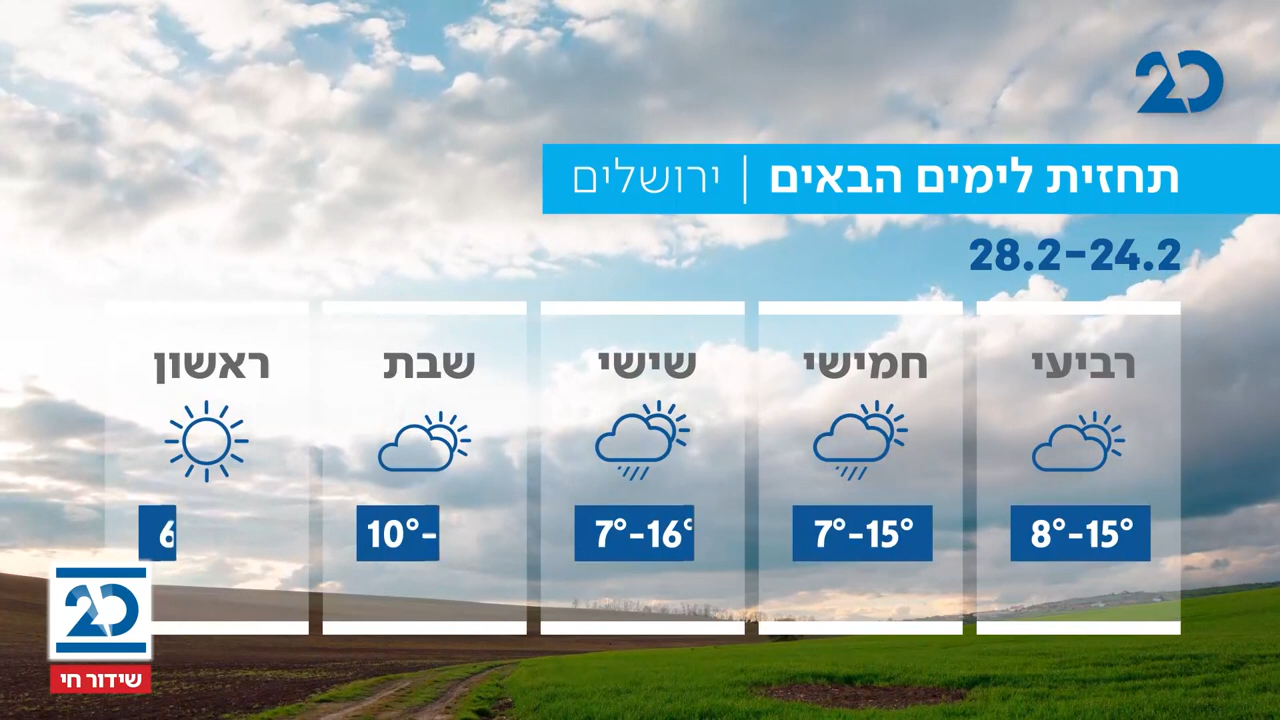 20
תחזית לימים הבאים | ירושלים
28.2-24.2
רביעי
חמישי
שישי
שבת
ראשון
8°-15°
7°-15°
7°-16°
10°-
6
20
שידור חי